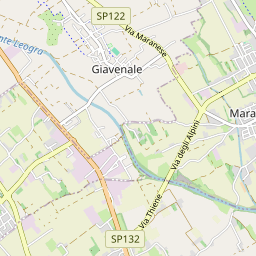 SP122
Via Maranese
Giavenale
nte Leogra
Mara
Via degli Alpini
Via Thiene
SP132